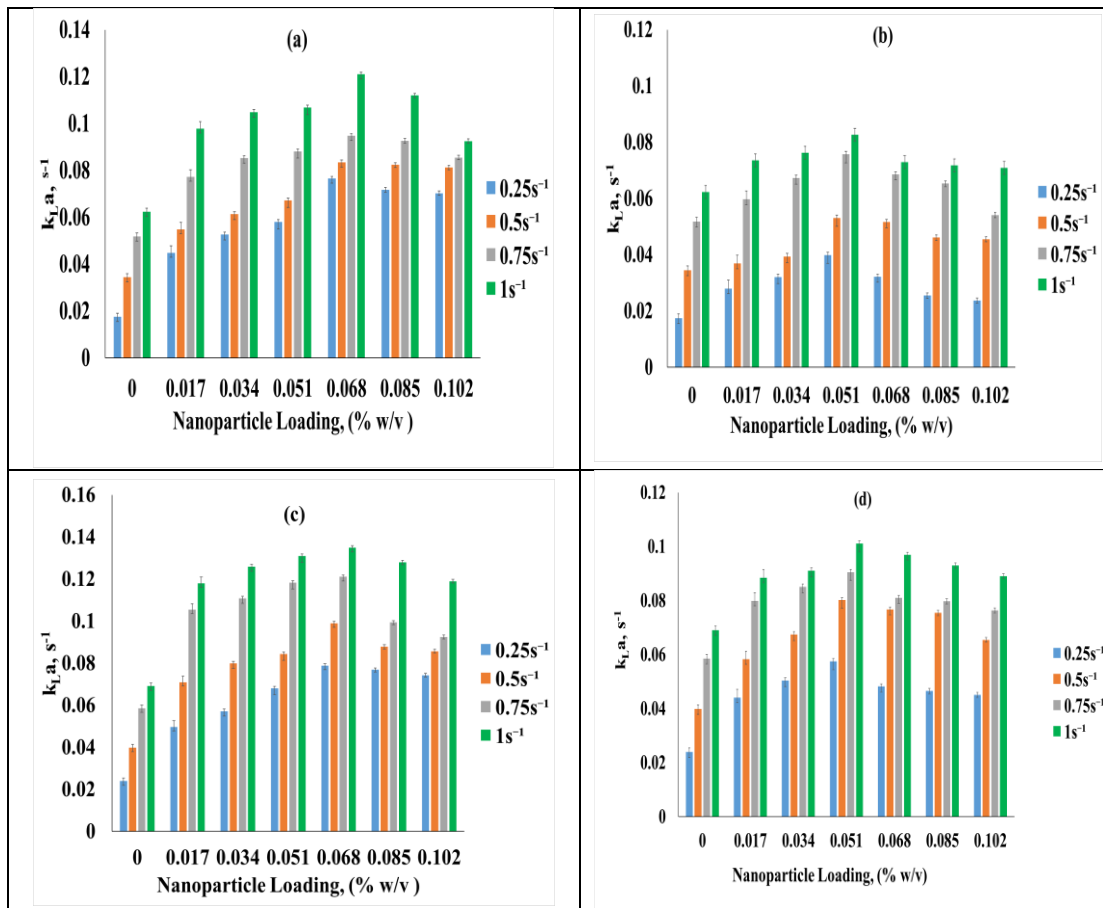 (a)
0.14
0.12
0.1
0.08
0.06
0.04
0.02
0
kLa, s⁻¹
0 0.017 0.034 0.051 0.068 0.085 0.102
Nanoparticle Loading, (% w/v )
0.25s⁻¹
0.5s⁻¹
0.75s⁻¹
1s⁻¹
(b)
0.12
0.1
0.08
0.06
0.04
0.02
0
kLa, s⁻¹
0 0.017 0.034 0.051 0.068 0.085 0.102
Nanoparticle Loading, (% w/v)
0.25s⁻¹
0.5s⁻¹
0.75s⁻¹
1s⁻¹
(c)
0.16
0.14
0.12
0.1
0.08
0.06
0.04
0.02
0
kLa, s⁻¹
0 0.017 0.034 0.051 0.068 0.085 0.102
Nanoparticle Loading, (% w/v )
0.25s⁻¹
0.5s⁻¹
0.75s⁻¹
1s⁻¹
(d)
0.12
0.1
0.08
0.06
0.04
0.02
0
kLa, s⁻¹
0 0.017 0.034 0.051 0.068 0.085 0.102
Nanoparticle Loading, (% w/v)
0.25s⁻¹
0.5s⁻¹
0.75s⁻¹
1s⁻¹